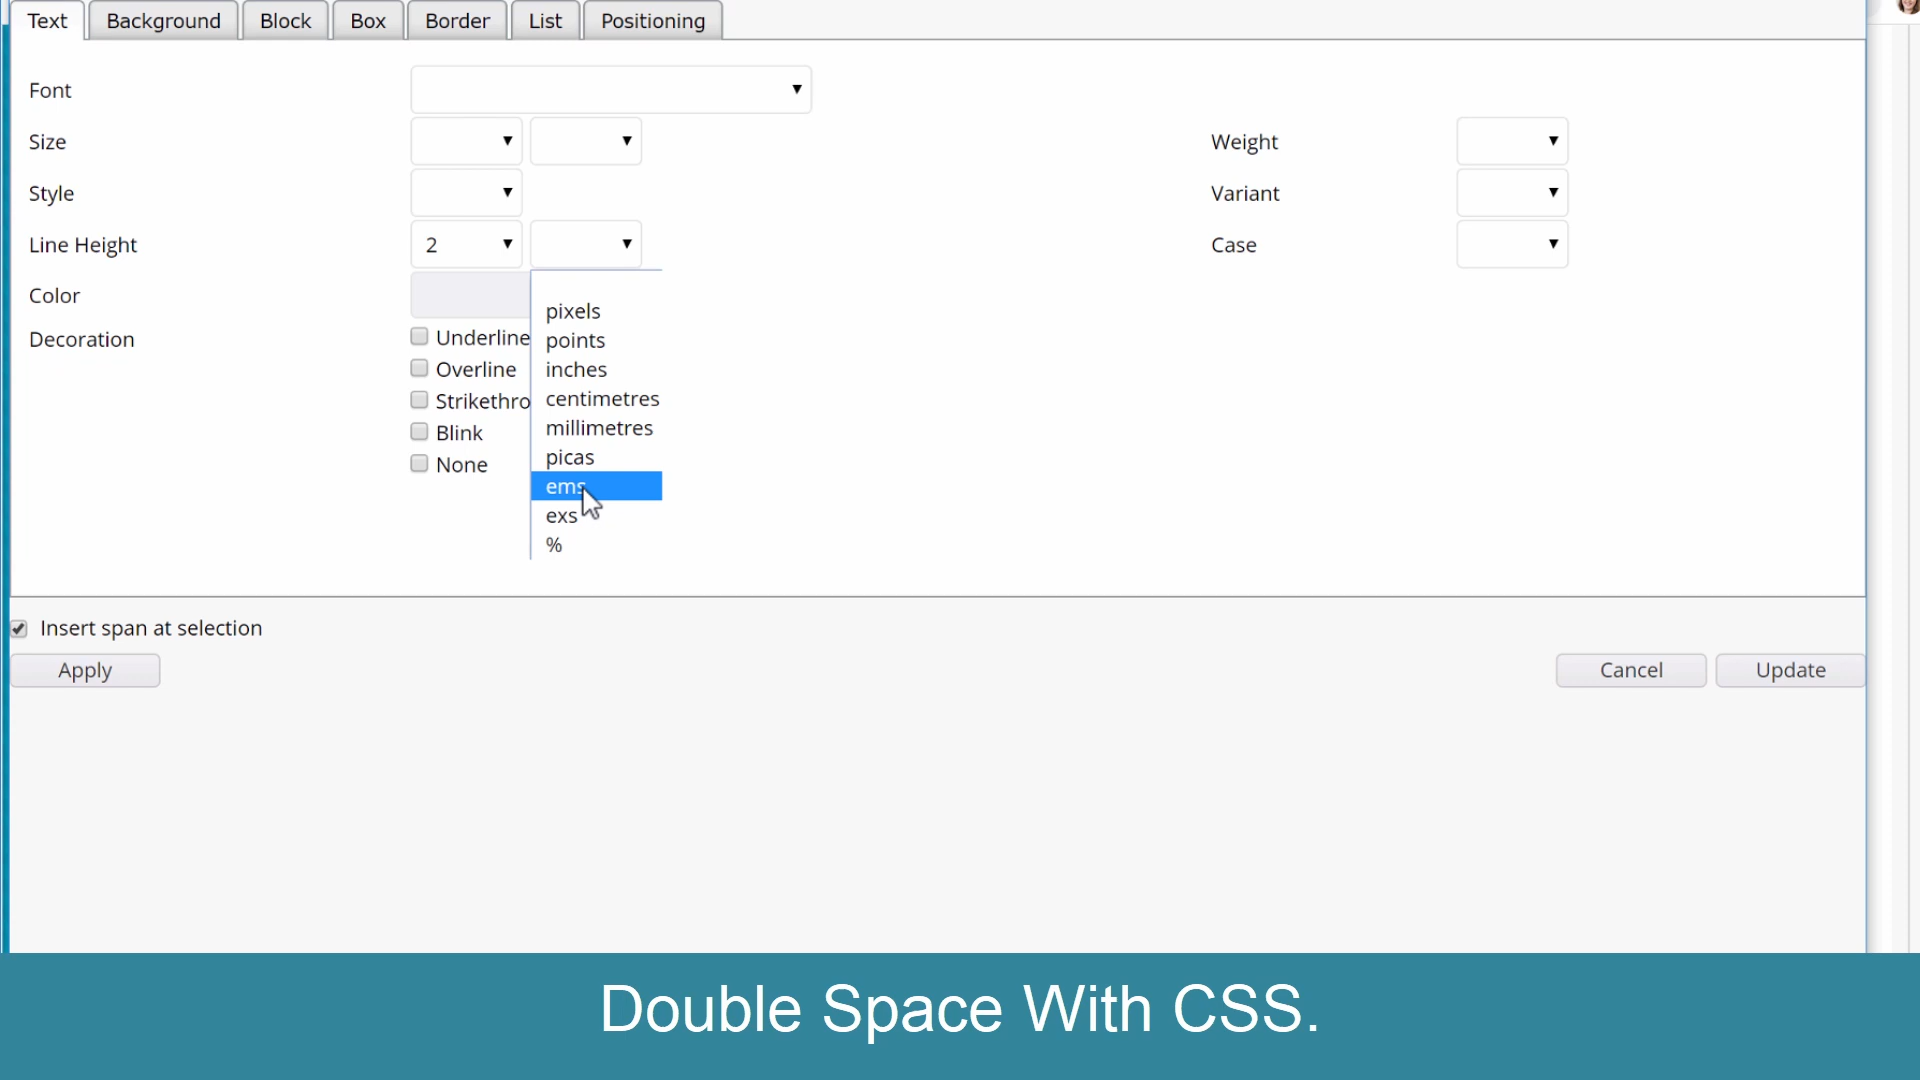 Text Background Block Box Border List Positioning
Font
Size Weight
Style Variant
Line Height 2 Case
Color
Decoration
Underline
Overline
Strikethro
Blink
None
pixels
points
inches
centimetres
millimetres
picas
ems
exs
%
Insert span at selection
Apply Cancel Update
Double Space With CSS.